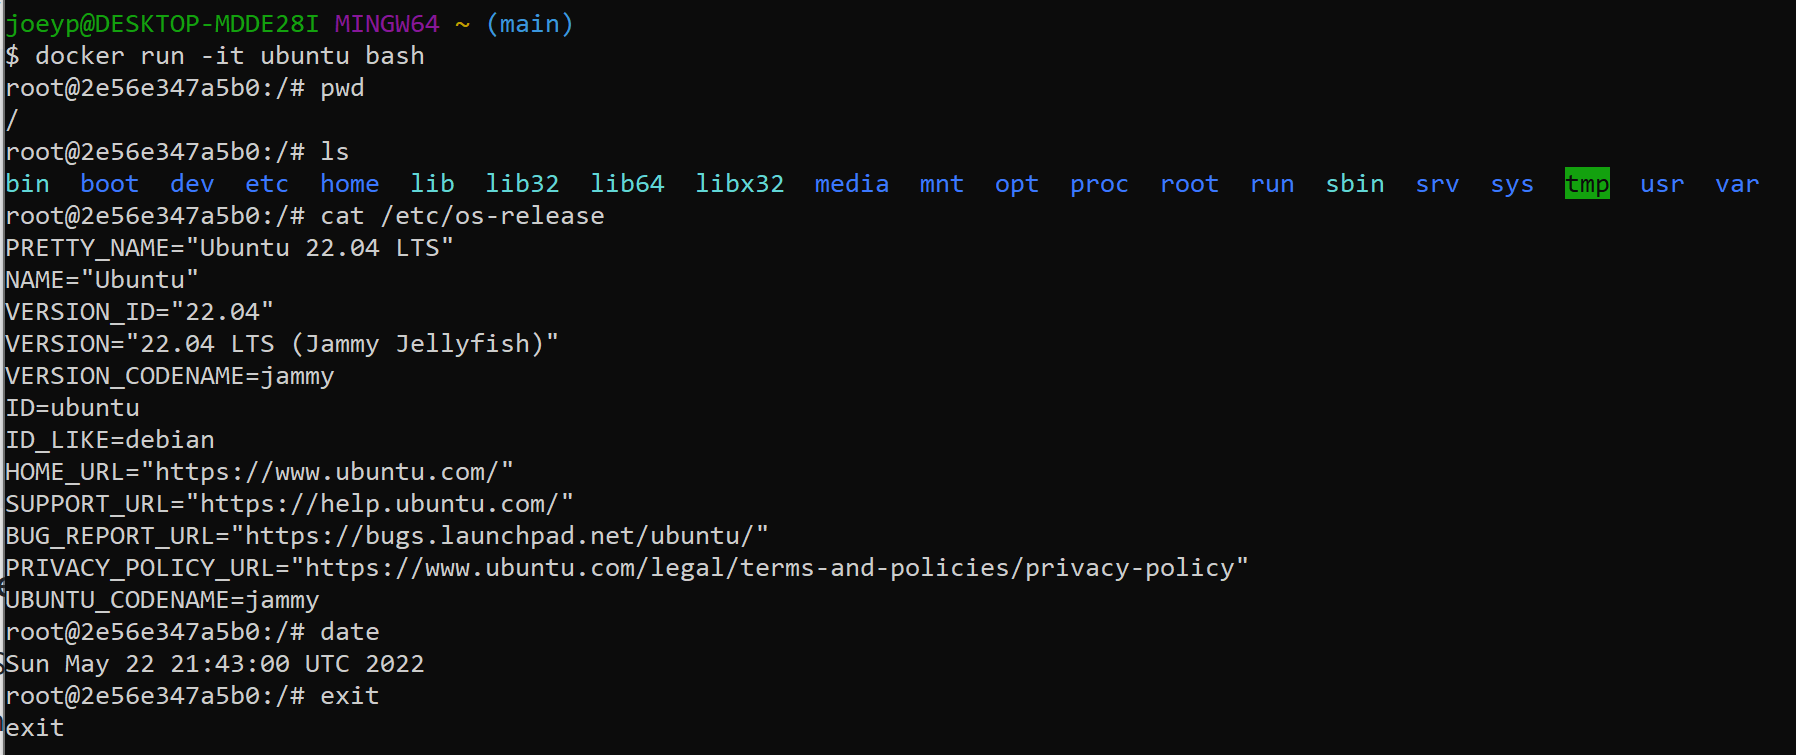 joeyp@DESKTOP-MDDE28I MINGW64 ~ (main)
$ docker run -it ubuntu bash
root@2e56e347a5b0:/# pwd
/
root@2e56e347a5b0:/# ls
bin  boot  dev  etc  home  lib  lib32  lib64  libx32  media  mnt  opt  proc  root  run  sbin  srv  sys  tmp  usr  var
root@2e56e347a5b0:/# cat /etc/os-release
PRETTY_NAME="Ubuntu 22.04 LTS"
NAME="Ubuntu"
VERSION_ID="22.04"
VERSION="22.04 LTS (Jammy Jellyfish)"
VERSION_CODENAME=jammy
ID=ubuntu
ID_LIKE=debian
HOME_URL="https://www.ubuntu.com/"
SUPPORT_URL="https://help.ubuntu.com/"
BUG_REPORT_URL="https://bugs.launchpad.net/ubuntu/"
PRIVACY_POLICY_URL="https://www.ubuntu.com/legal/terms-and-policies/privacy-policy"
UBUNTU_CODENAME=jammy
root@2e56e347a5b0:/# date
Sun May 22 21:43:00 UTC 2022
root@2e56e347a5b0:/# exit
exit